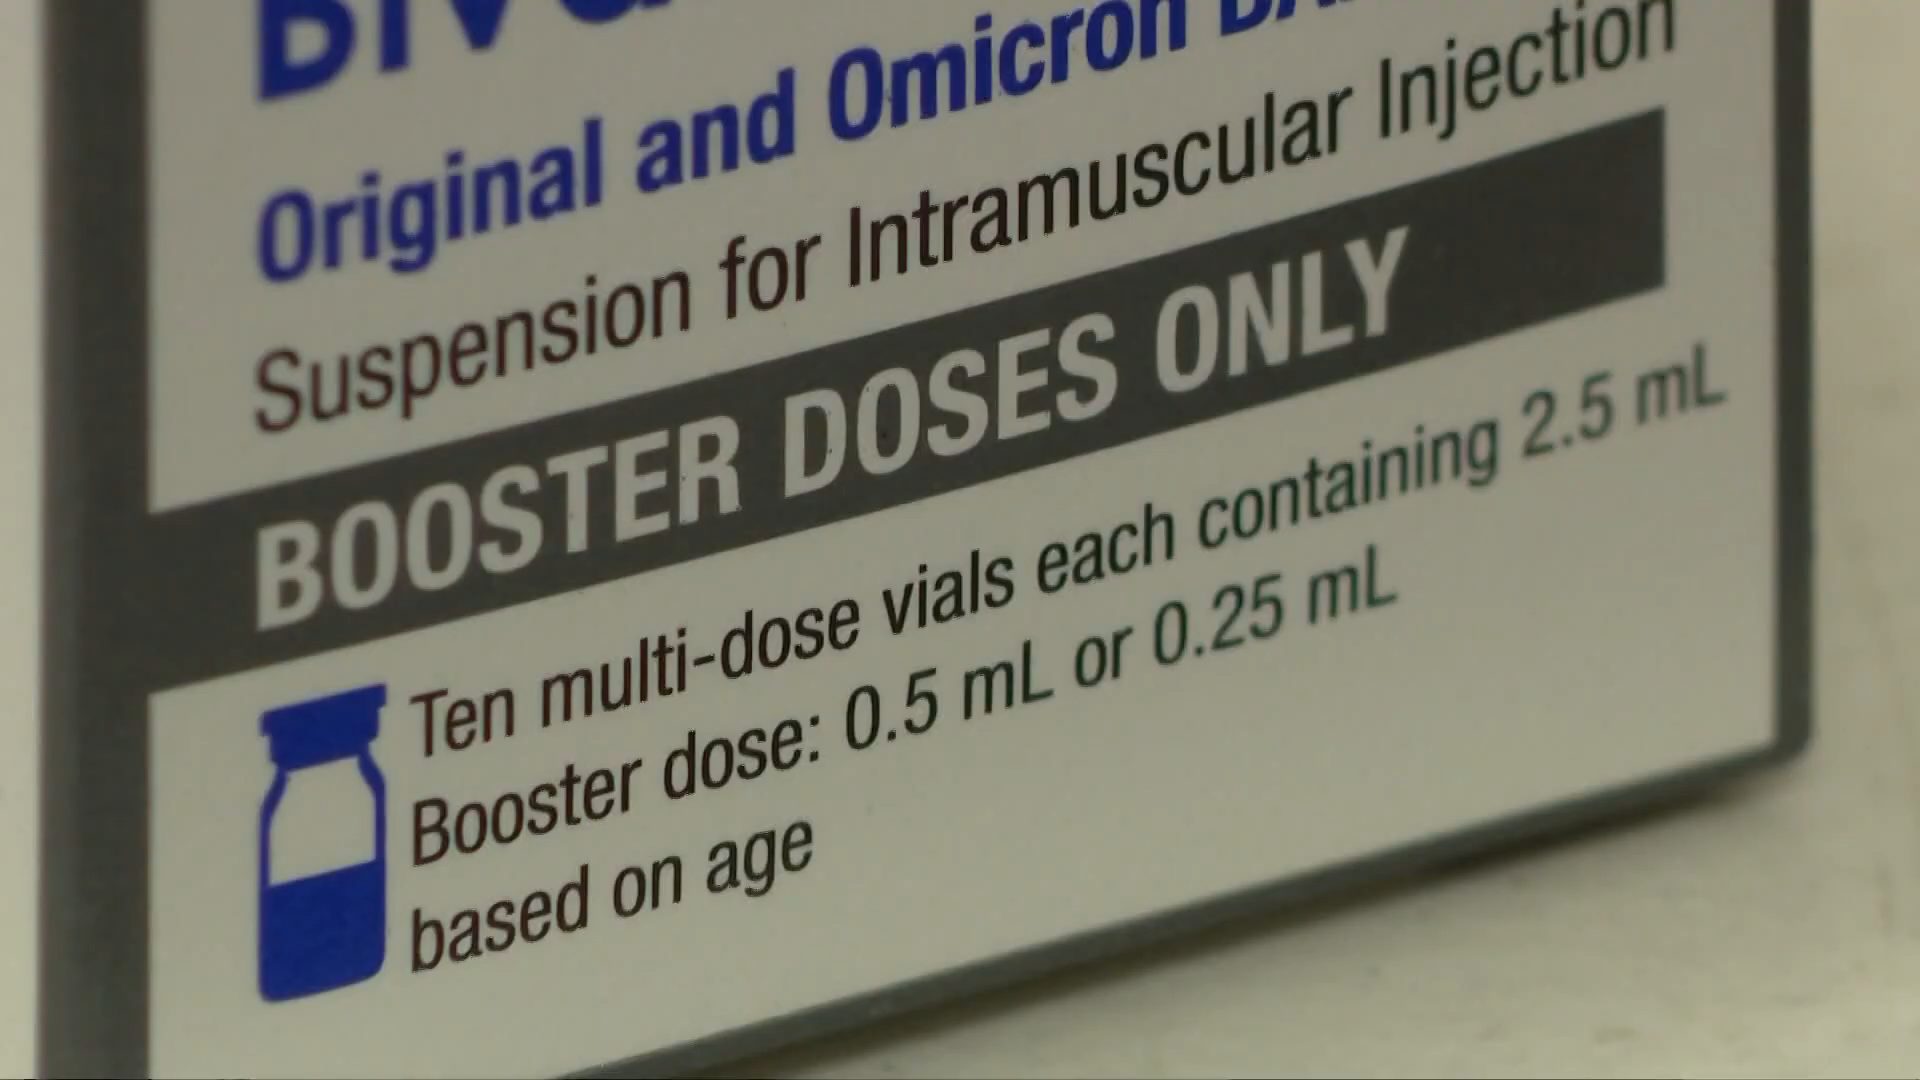 Original and Omicron
Suspension for Intramuscular Injection
BOOSTER DOSES ONLY
Ten multi-dose vials each containing 2.5 mL
Booster dose: 0.5 mL or 0.25 mL
based on age